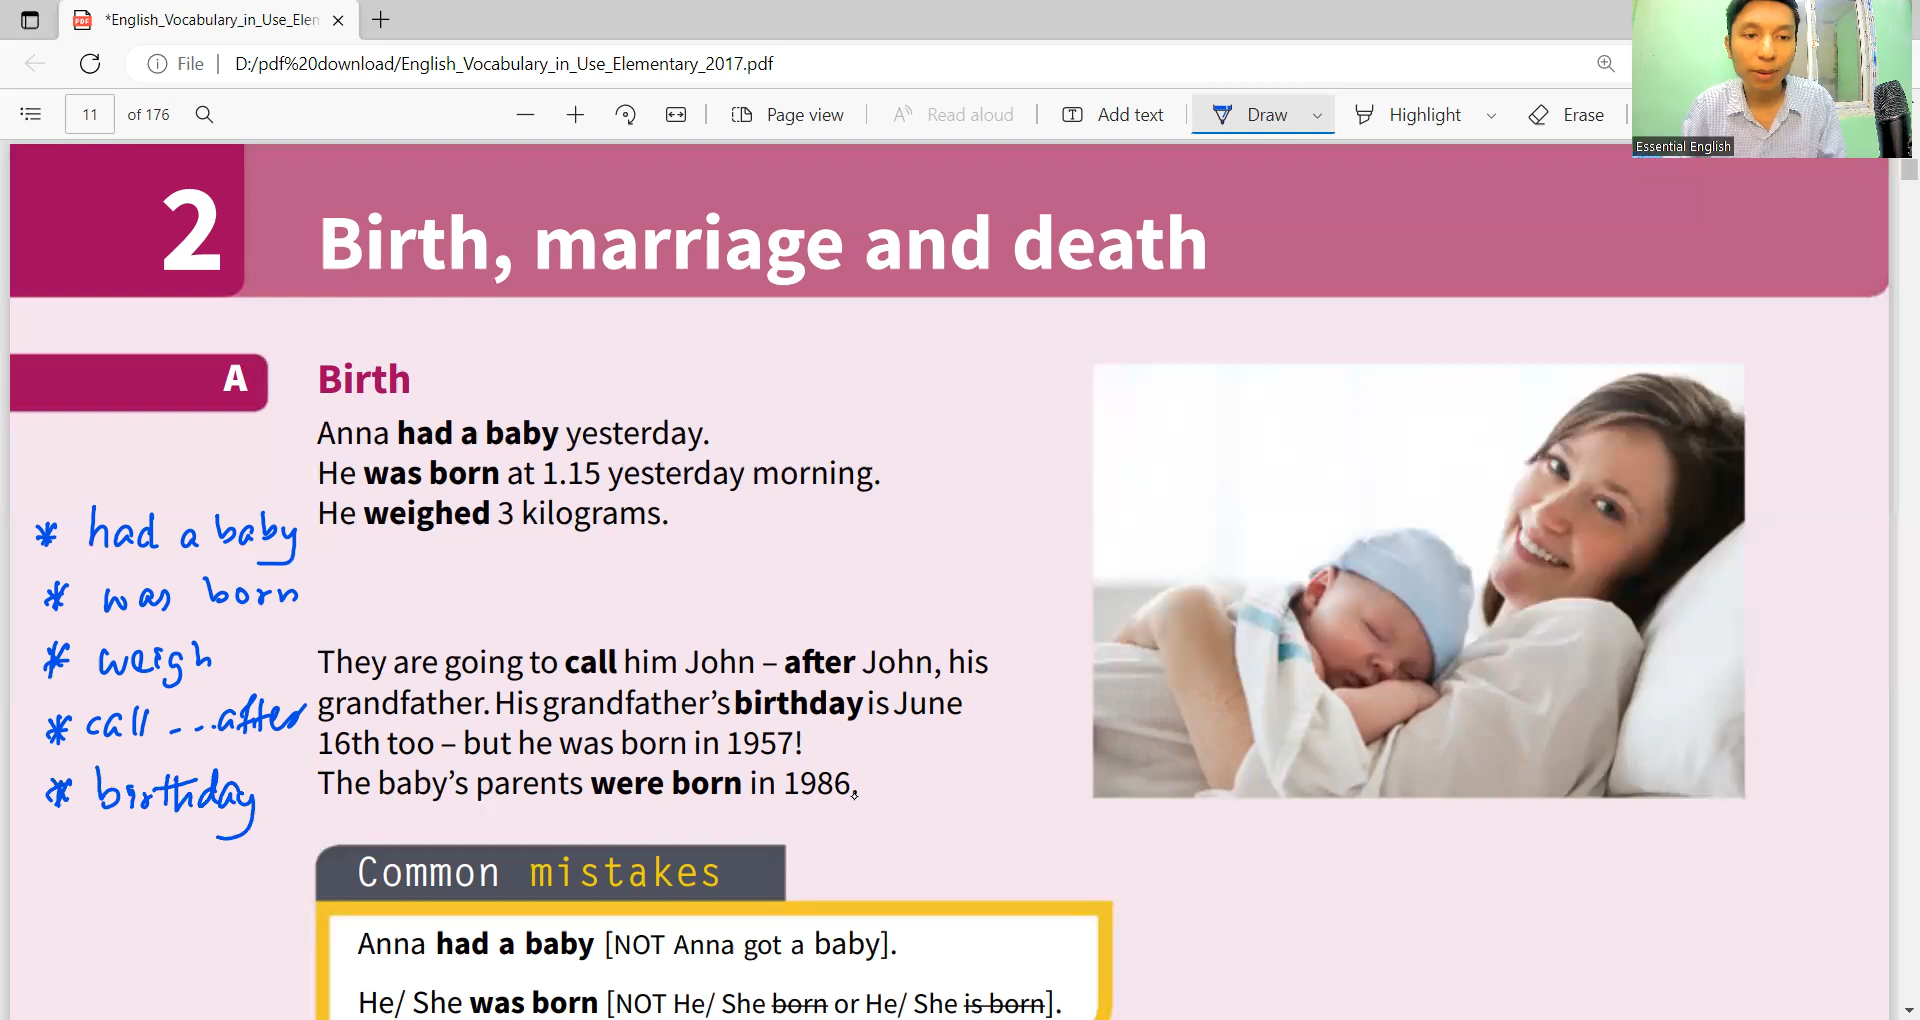 *English_Vocabulary_in_Use_Elem
File
D:/pdf%20download/English_Vocabulary_in_Use_Elementary_2017.pdf
11 of 176
Page view
Read aloud
Add text
Draw
Highlight
Erase
Essential English
2 Birth, marriage and death
A Birth
Anna had a baby yesterday.
He was born at 1.15 yesterday morning.
He weighed 3 kilograms.
* had a baby
* was born
* weigh
* call - ...after
* birthday
They are going to call him John – after John, his
grandfather. His grandfather's birthday is June
16th too – but he was born in 1957!
The baby's parents were born in 1986.
Common mistakes
Anna had a baby [NOT Anna got a baby].
He/ She was born [NOT He/ She born or He/ She is born].